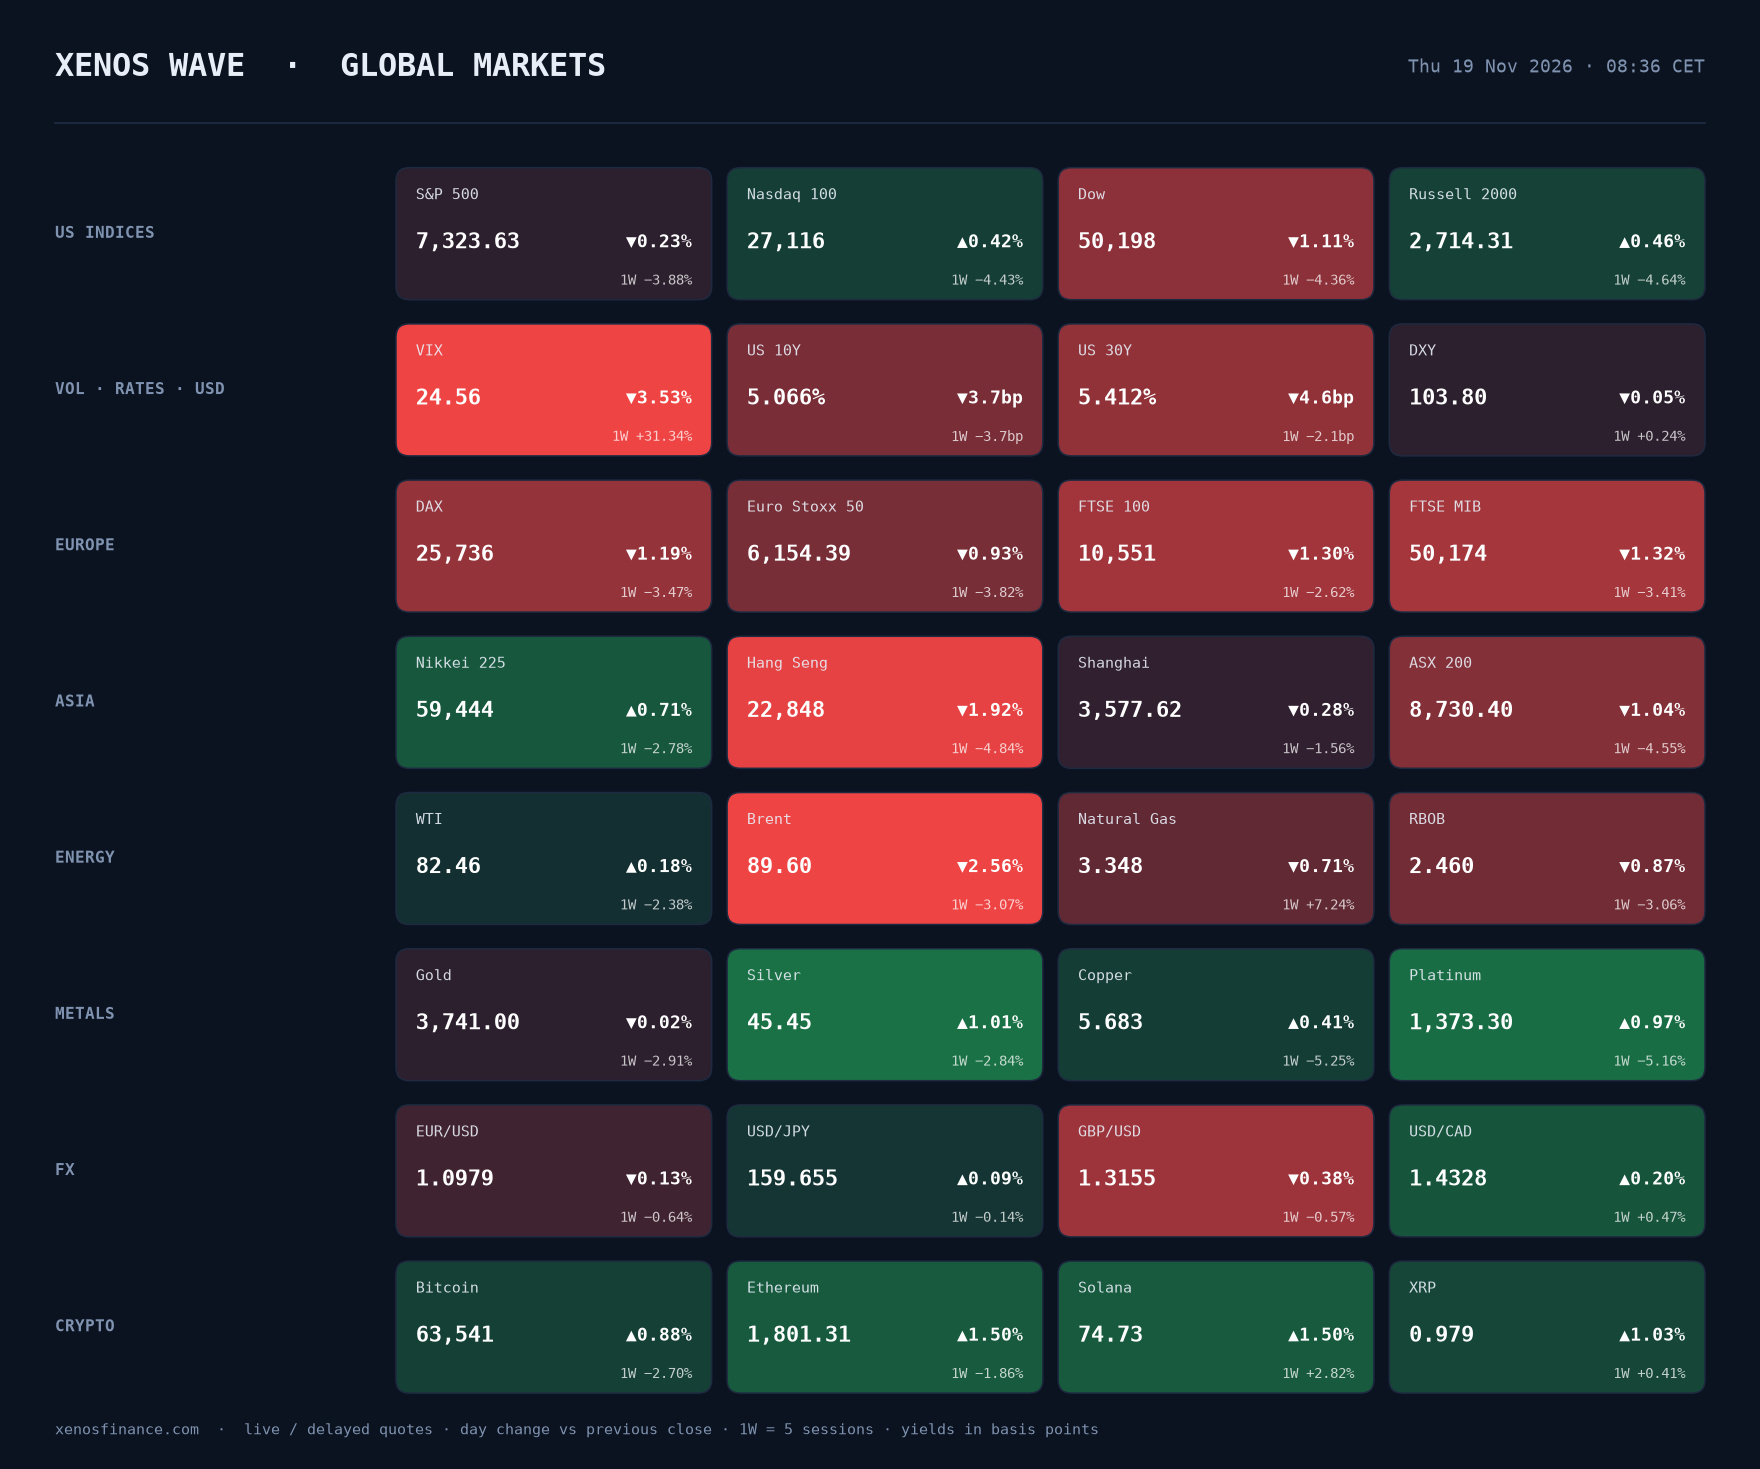 XENOS WAVE · GLOBAL MARKETS
Thu 19 Nov 2026 · 08:36 CET
US INDICES
S&P 500
7,323.63 ▼0.23%
1W −3.88%
Nasdaq 100
27,116 ▲0.42%
1W −4.43%
Dow
50,198 ▼1.11%
1W −4.36%
Russell 2000
2,714.31 ▲0.46%
1W −4.64%
VOL · RATES · USD
VIX
24.56 ▼3.53%
1W +31.34%
US 10Y
5.066% ▼3.7bp
1W −3.7bp
US 30Y
5.412% ▼4.6bp
1W −2.1bp
DXY
103.80 ▼0.05%
1W +0.24%
EUROPE
DAX
25,736 ▼1.19%
1W −3.47%
Euro Stoxx 50
6,154.39 ▼0.93%
1W −3.82%
FTSE 100
10,551 ▼1.30%
1W −2.62%
FTSE MIB
50,174 ▼1.32%
1W −3.41%
ASIA
Nikkei 225
59,444 ▲0.71%
1W −2.78%
Hang Seng
22,848 ▼1.92%
1W −4.84%
Shanghai
3,577.62 ▼0.28%
1W −1.56%
ASX 200
8,730.40 ▼1.04%
1W −4.55%
ENERGY
WTI
82.46 ▲0.18%
1W −2.38%
Brent
89.60 ▼2.56%
1W −3.07%
Natural Gas
3.348 ▼0.71%
1W +7.24%
RBOB
2.460 ▼0.87%
1W −3.06%
METALS
Gold
3,741.00 ▼0.02%
1W −2.91%
Silver
45.45 ▲1.01%
1W −2.84%
Copper
5.683 ▲0.41%
1W −5.25%
Platinum
1,373.30 ▲0.97%
1W −5.16%
FX
EUR/USD
1.0979 ▼0.13%
1W −0.64%
USD/JPY
159.655 ▲0.09%
1W −0.14%
GBP/USD
1.3155 ▼0.38%
1W −0.57%
USD/CAD
1.4328 ▲0.20%
1W +0.47%
CRYPTO
Bitcoin
63,541 ▲0.88%
1W −2.70%
Ethereum
1,801.31 ▲1.50%
1W −1.86%
Solana
74.73 ▲1.50%
1W +2.82%
XRP
0.979 ▲1.03%
1W +0.41%
xenosfinance.com · live / delayed quotes · day change vs previous close · 1W = 5 sessions · yields in basis points